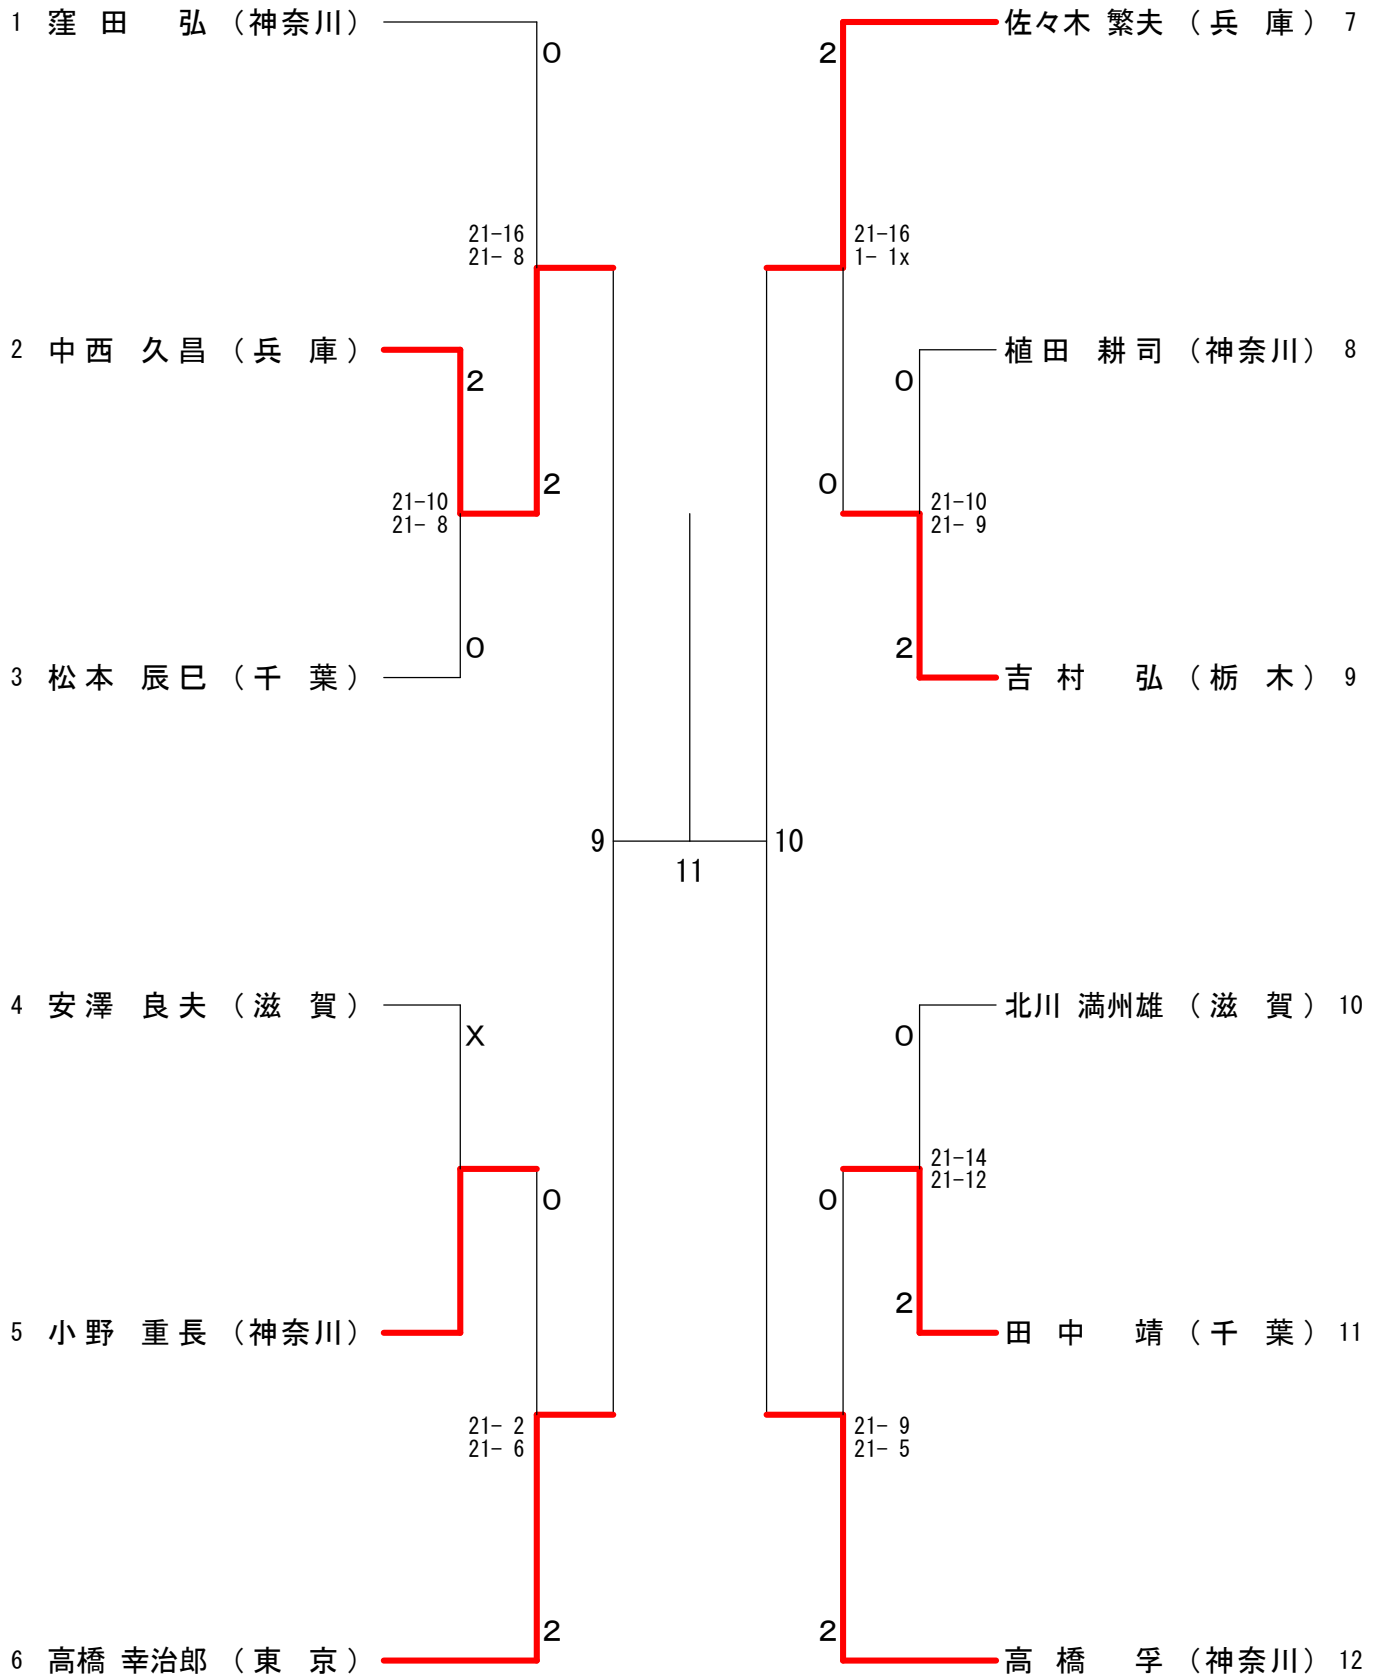 1 窪田 弘 (神奈川)
佐々木 繁夫 (兵 庫) 7
0
2
21-16
21- 8
21-16
1- 1x
2 中西 久昌 (兵 庫)
植田 耕司 (神奈川) 8
2
0
21-10
21- 8
2
0
21-10
21- 9
0
2
3 松本 辰巳 (千 葉)
吉村 弘 (栃 木) 9
9
10
11
4 安澤 良夫 (滋 賀)
北川 満州雄 (滋 賀) 10
X
0
21-14
21-12
0
0
2
5 小野 重長 (神奈川)
田中 靖 (千 葉) 11
21- 2
21- 6
21- 9
21- 5
2
2
6 高橋 幸治郎 (東 京)
高橋 孚 (神奈川) 12